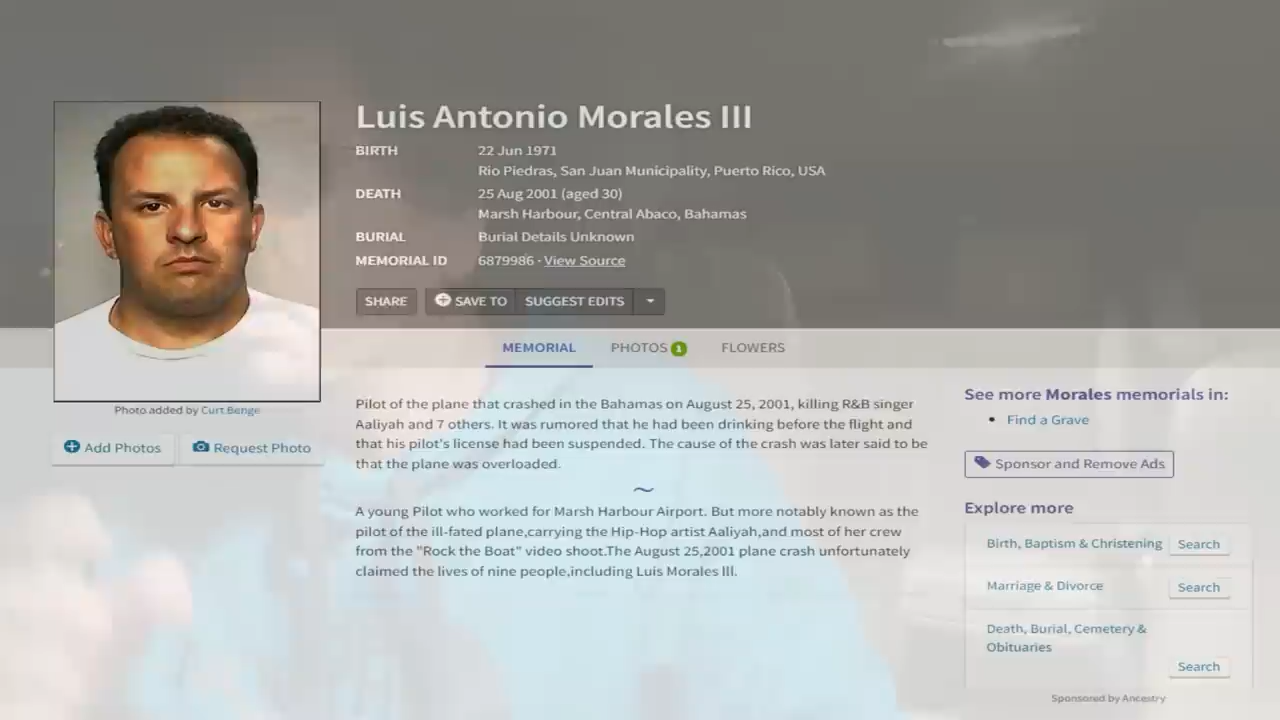 Luis Antonio Morales III
BIRTH 22 Jun 1971
Rio Piedras, San Juan Municipality, Puerto Rico, USA
DEATH 25 Aug 2001 (aged 30)
Marsh Harbour, Central Abaco, Bahamas
BURIAL Burial Details Unknown
MEMORIAL ID 6879986 · View Source
SHARE SAVE TO SUGGEST EDITS
MEMORIAL PHOTOS 1 FLOWERS
Photo added by Curt Benge
Add Photos Request Photo
Pilot of the plane that crashed in the Bahamas on August 25, 2001, killing R&B singer
Aaliyah and 7 others. It was rumored that he had been drinking before the flight and
that his pilot's license had been suspended. The cause of the crash was later said to be
that the plane was overloaded.
~
A young Pilot who worked for Marsh Harbour Airport. But more notably known as the
pilot of the ill-fated plane,carrying the Hip-Hop artist Aaliyah,and most of her crew
from the "Rock the Boat" video shoot.The August 25,2001 plane crash unfortunately
claimed the lives of nine people,including Luis Morales lll.
See more Morales memorials in:
• Find a Grave
Sponsor and Remove Ads
Explore more
Birth, Baptism & Christening Search
Marriage & Divorce Search
Death, Burial, Cemetery &
Obituaries
Search
Sponsored by Ancestry